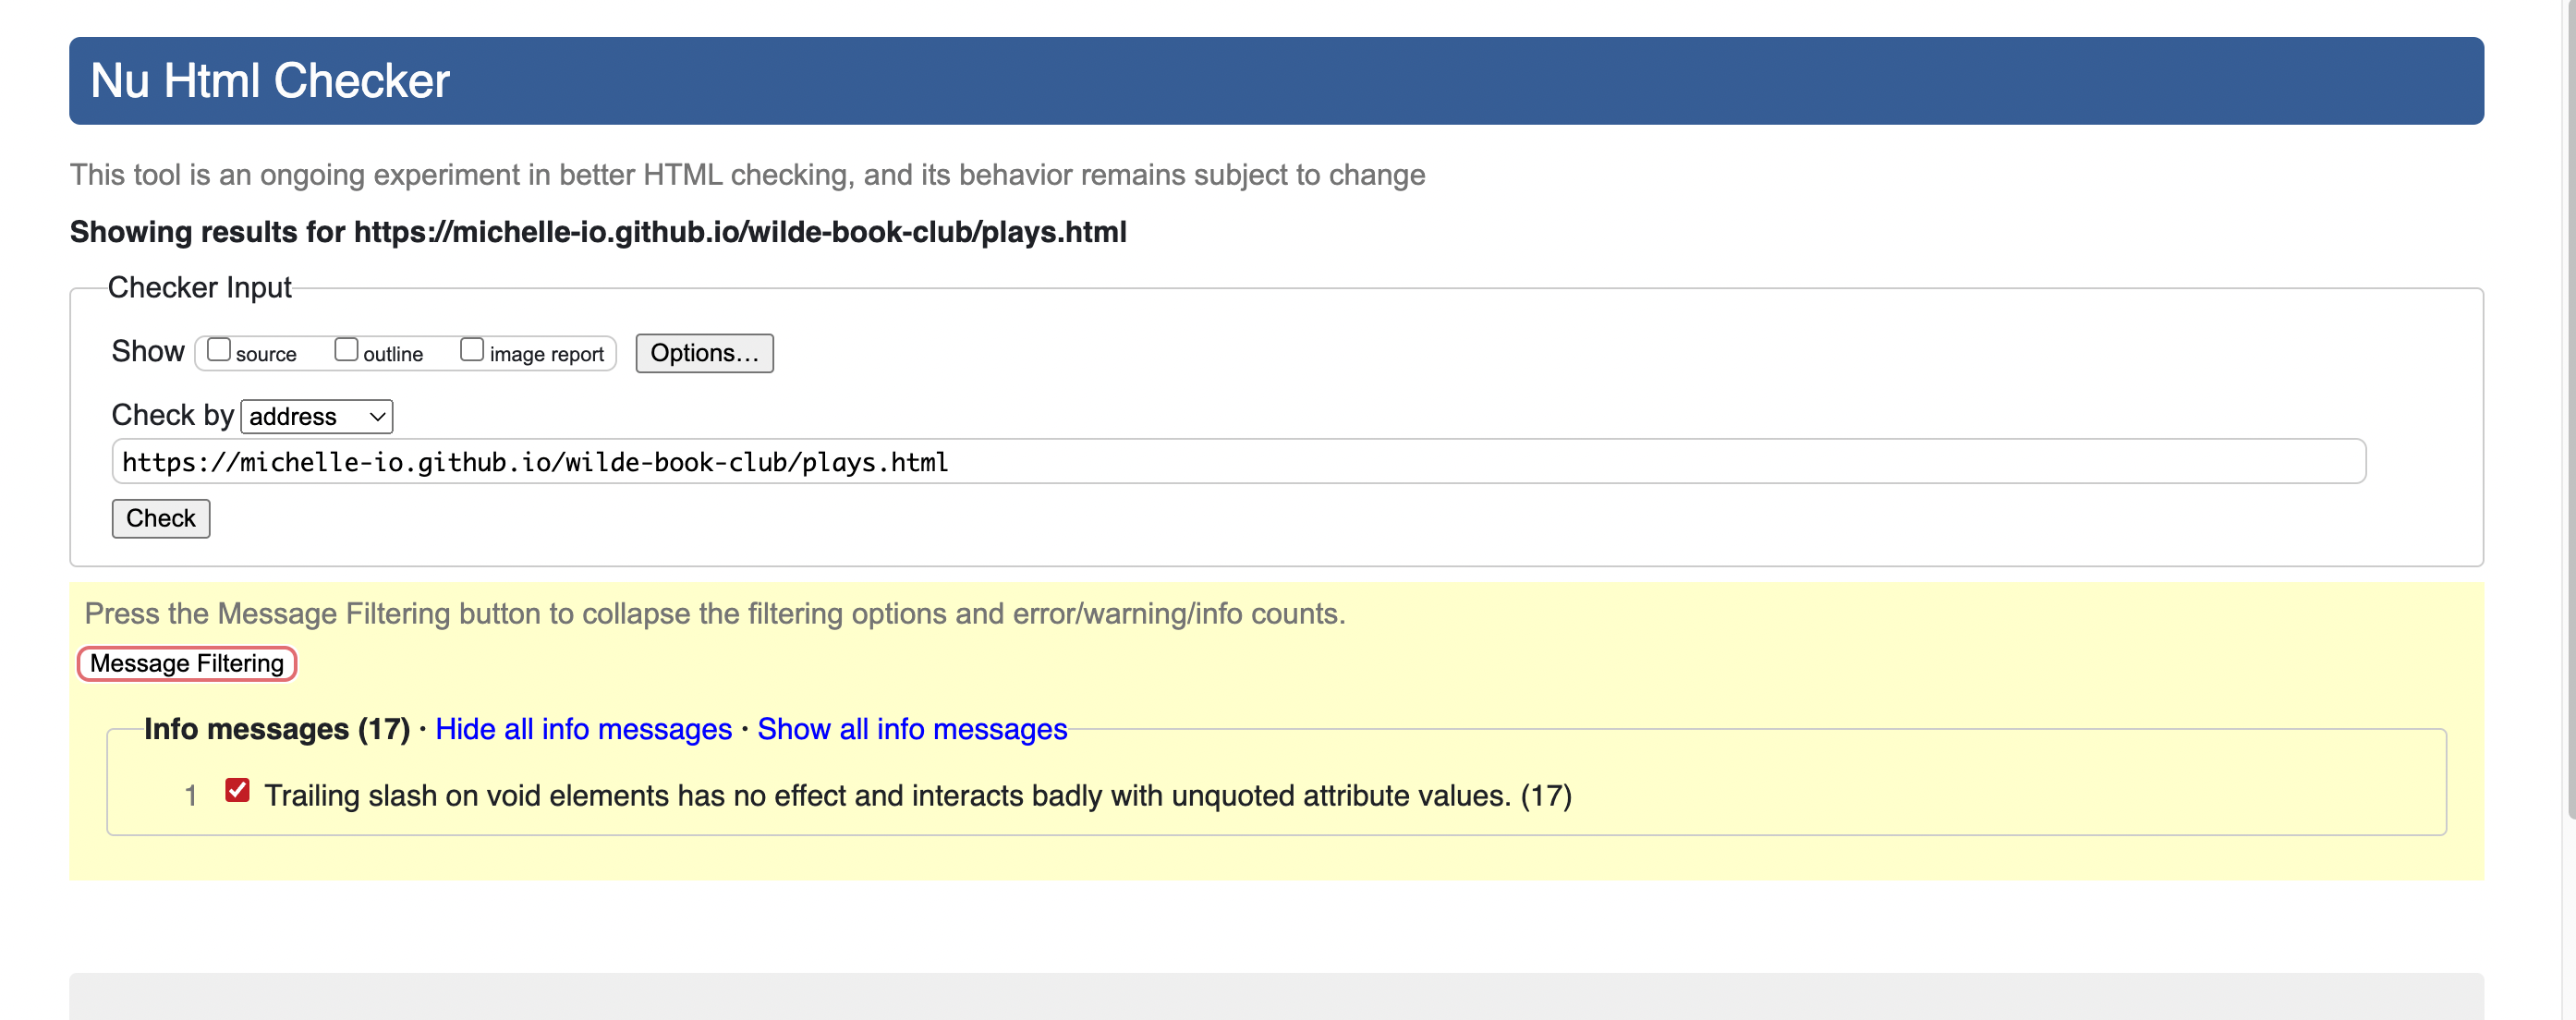 Nu Html Checker
This tool is an ongoing experiment in better HTML checking, and its behavior remains subject to change
Showing results for https://michelle-io.github.io/wilde-book-club/plays.html
Checker Input
Show source outline image report Options...
Check by address
https://michelle-io.github.io/wilde-book-club/plays.html
Check
Press the Message Filtering button to collapse the filtering options and error/warning/info counts.
Message Filtering
Info messages (17) · Hide all info messages · Show all info messages
1 Trailing slash on void elements has no effect and interacts badly with unquoted attribute values. (17)